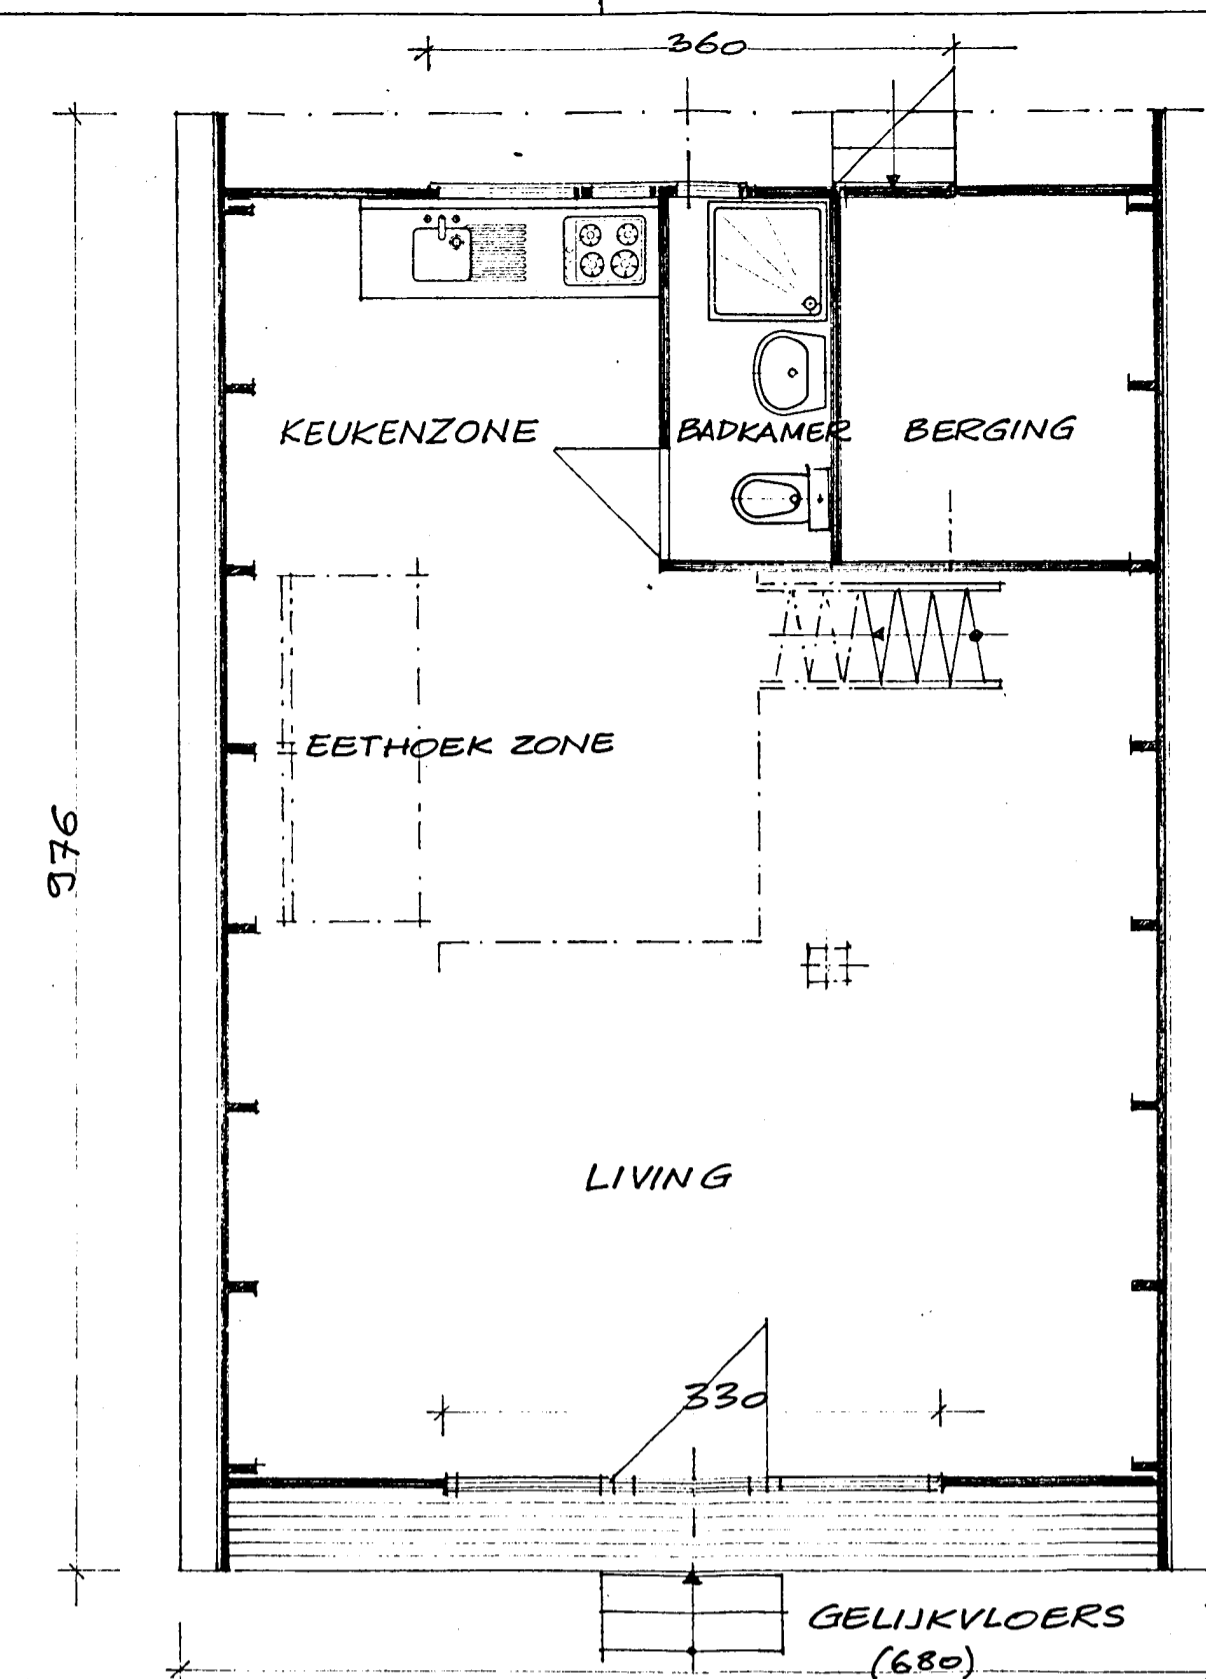 360
KEUKENZONE
BADKAMER
BERGING
EETHOEK ZONE
976
LIVING
330
GELIJKVLOERS
(680)